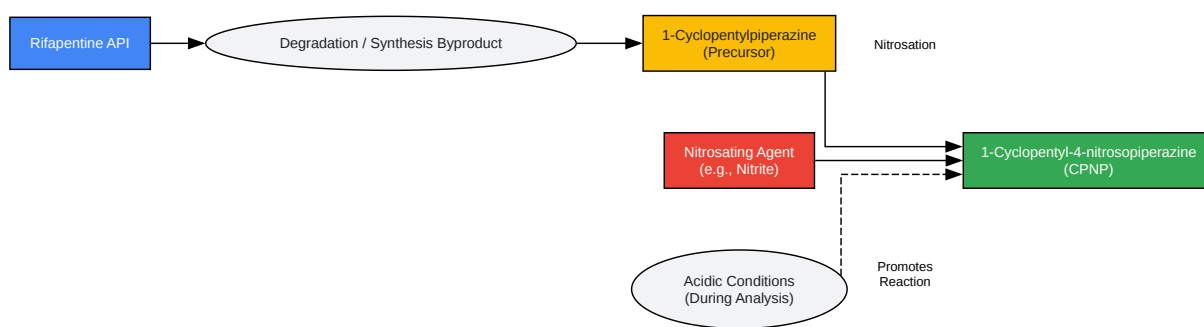 Rifapentine API
Degradation / Synthesis Byproduct
1-Cyclopentylpiperazine
(Precursor)
Nitrosation
Nitrosating Agent
(e.g., Nitrite)
1-Cyclopentyl-4-nitrosopiperazine
(CPNP)
Acidic Conditions
(During Analysis)
Promotes
Reaction